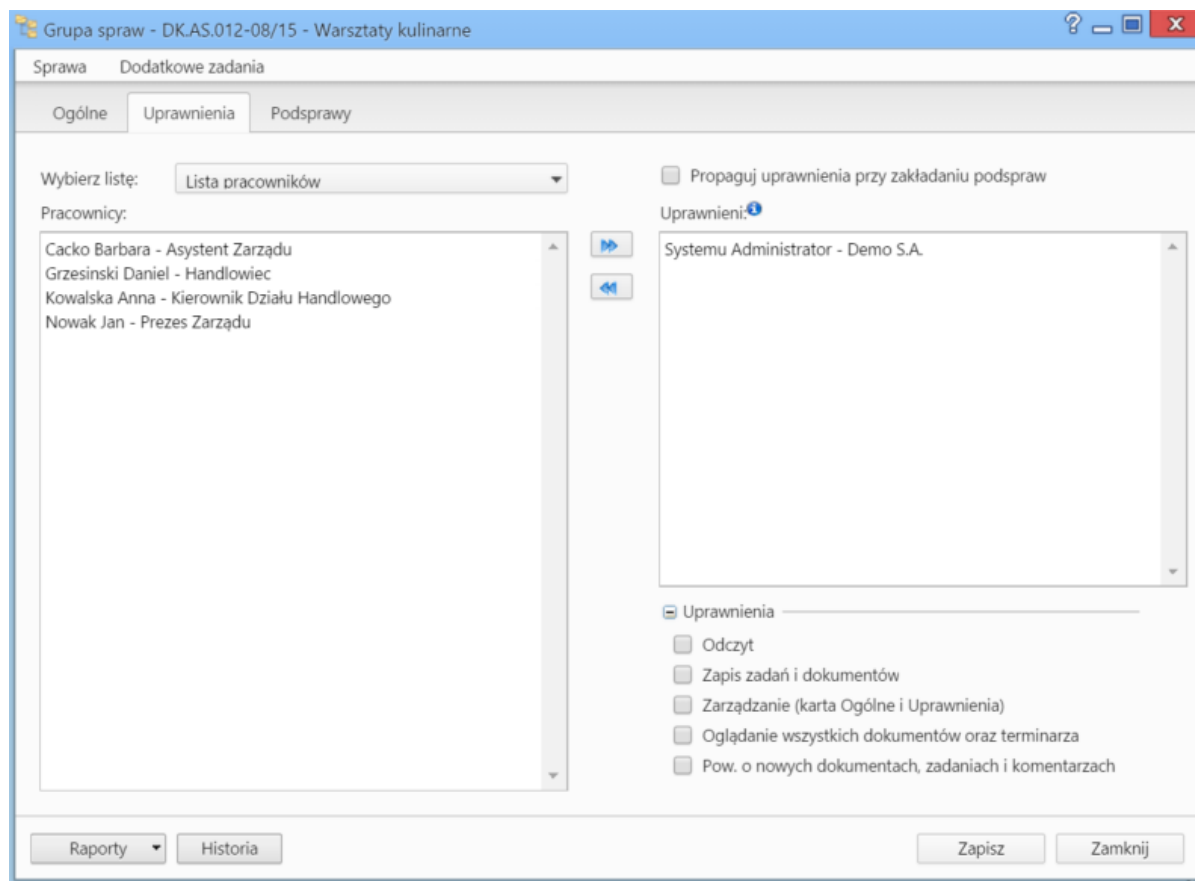 Grupa spraw - DK.AS.012-08/15 - Warsztaty kulinarne
Sprawa Dodatkowe zadania
Ogólne Uprawnienia Podsprawy
Wybierz listę: Lista pracowników
Propaguj uprawnienia przy zakładaniu podspraw
Pracownicy:
Uprawnieni:
Cacko Barbara - Asystent Zarządu
Grzesinski Daniel - Handlowiec
Kowalska Anna - Kierownik Działu Handlowego
Nowak Jan - Prezes Zarządu
Systemu Administrator - Demo S.A.
Uprawnienia
Odczyt
Zapis zadań i dokumentów
Zarządzanie (karta Ogólne i Uprawnienia)
Oglądanie wszystkich dokumentów oraz terminarza
Pow. o nowych dokumentach, zadaniach i komentarzach
Raporty Historia Zapisz Zamknij